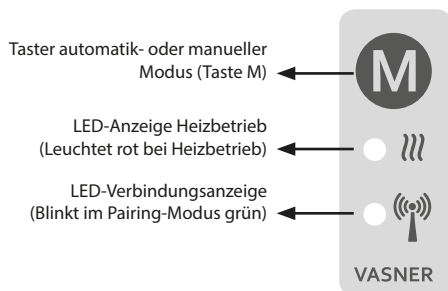 Taster automatik- oder manueller
Modus (Taste M)
M
LED-Anzeige Heizbetrieb
(Leuchtet rot bei Heizbetrieb)
LED-Verbindungsanzeige
(Blinkt im Pairing-Modus grün)
VASNER